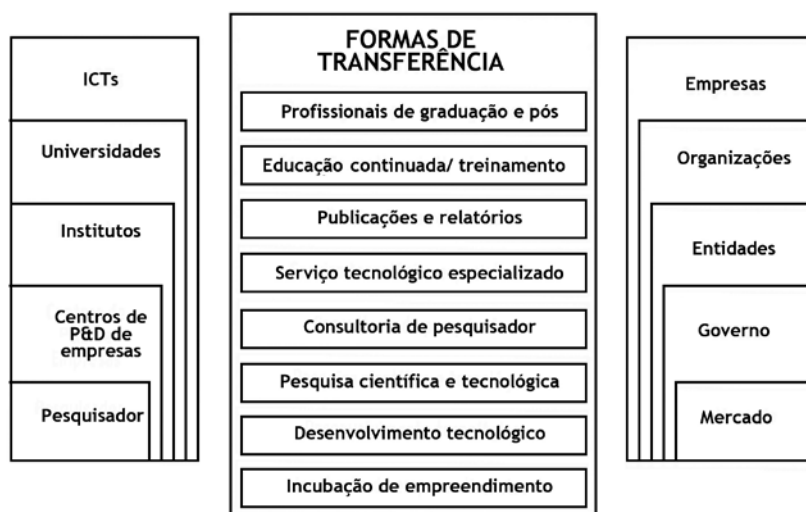 ICTs
Universidades
Institutos
Centros de
P&D de
empresas
Pesquisador
FORMAS DE
TRANSFERÊNCIA
Profissionais de graduação e pós
Educação continuada/ treinamento
Publicações e relatórios
Serviço tecnológico especializado
Consultoria de pesquisador
Pesquisa científica e tecnológica
Desenvolvimento tecnológico
Incubação de empreendimento
Empresas
Organizações
Entidades
Governo
Mercado